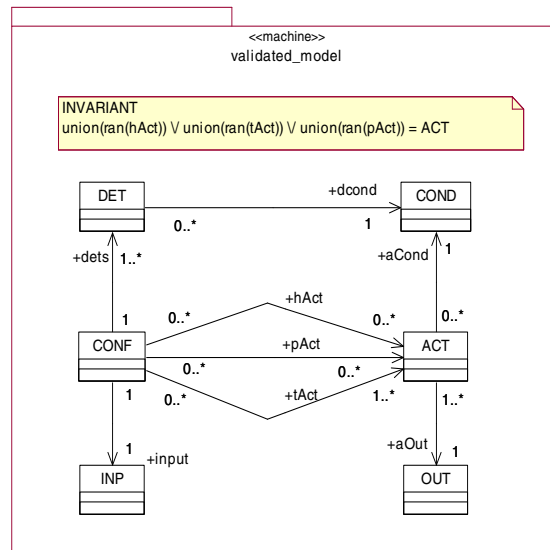 <<machine>>
validated_model
INVARIANT
union(ran(hAct)) \/ union(ran(tAct)) \/ union(ran(pAct)) = ACT
DET
+dcond
COND
0..*
1
+dets
1..*
+aCond
1
+hAct
1
0..*
0..*
0..*
CONF
+pAct
ACT
0..*
0..*
0..*
+tAct
1..*
1
1..*
1
+input
+aOut
1
INP
OUT